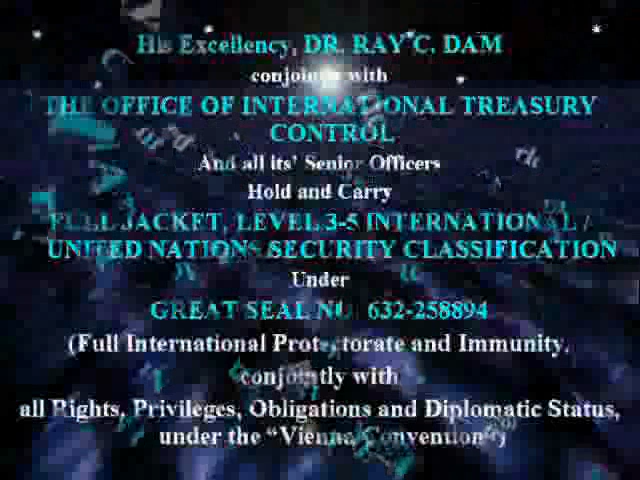 His Excellency, DR. RAY C. DAM
conjointly with
THE OFFICE OF INTERNATIONAL TREASURY
CONTROL
And all its' Senior Officers
Hold and Carry
FULL JACKET, LEVEL 3-5 INTERNATIONAL /
UNITED NATIONS SECURITY CLASSIFICATION
Under
GREAT SEAL NO. 632-258894
(Full International Protectorate and Immunity,
conjointly with
all Rights, Privileges, Obligations and Diplomatic Status,
under the “Vienna Convention”)